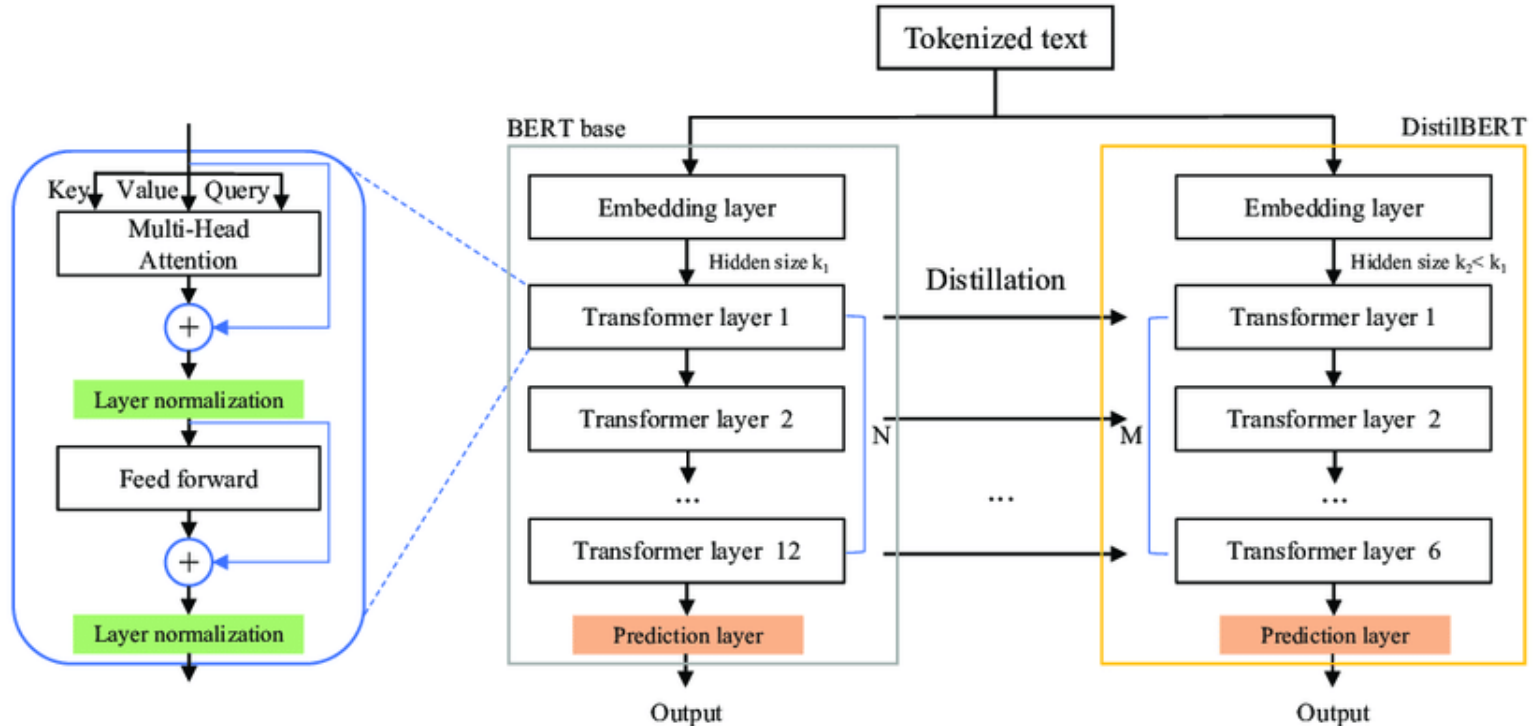 Tokenized text
BERT base
DistilBERT
Key Value Query
Multi-Head
Attention
+
Layer normalization
Feed forward
+
Layer normalization
Embedding layer
Hidden size k₁
Transformer layer 1
Transformer layer 2
...
Transformer layer 12
N
Prediction layer
Output
Distillation
...
Embedding layer
Hidden size k₂< k₁
Transformer layer 1
Transformer layer 2
...
Transformer layer 6
M
Prediction layer
Output